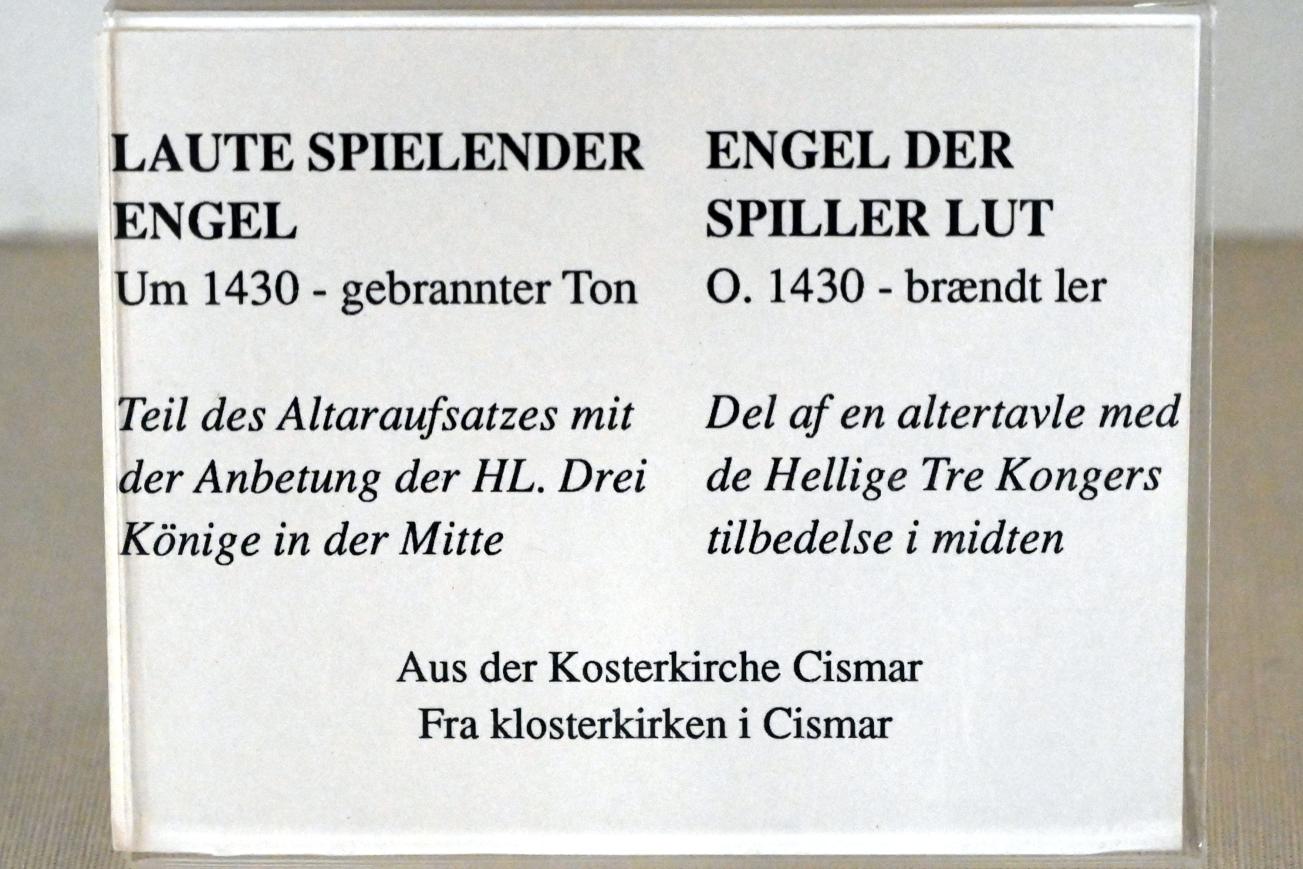 LAUTE SPIELENDER
ENGEL
Um 1430 - gebrannter Ton
Teil des Altaraufsatzes mit
der Anbetung der HL. Drei
Könige in der Mitte
ENGEL DER
SPILLER LUT
O. 1430 - brændt ler
Del af en altertavle med
de Hellige Tre Kongers
tilbedelse i midten
Aus der Kosterkirche Cismar
Fra klosterkirken i Cismar